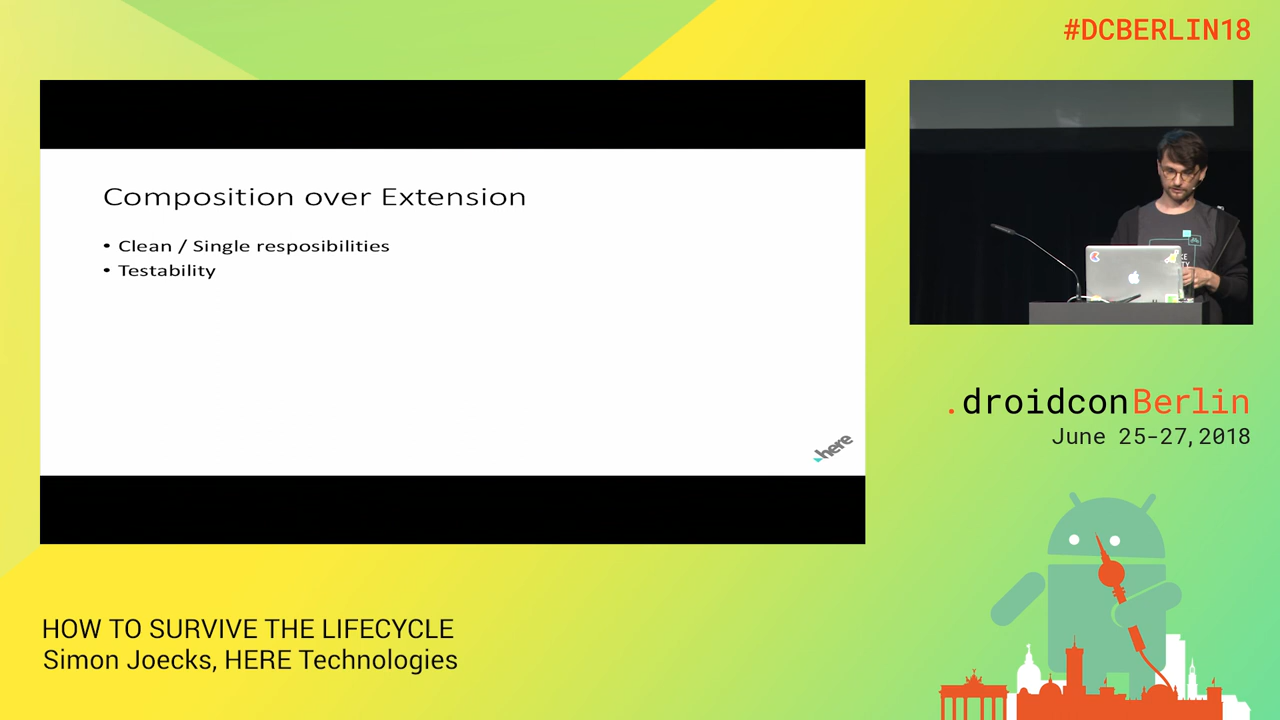 #DCBERLIN18
Composition over Extension
• Clean / Single resposibilities
• Testability
here
.droidconBerlin
June 25-27, 2018
HOW TO SURVIVE THE LIFECYCLE
Simon Joecks, HERE Technologies